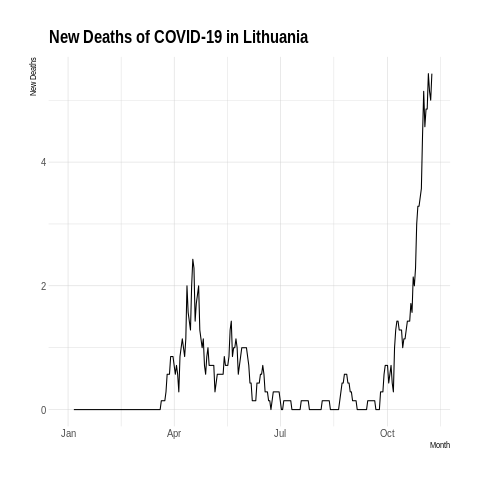 New Deaths of COVID-19 in Lithuania
New Deaths
4
2
0
Jan Apr Jul Oct
Month